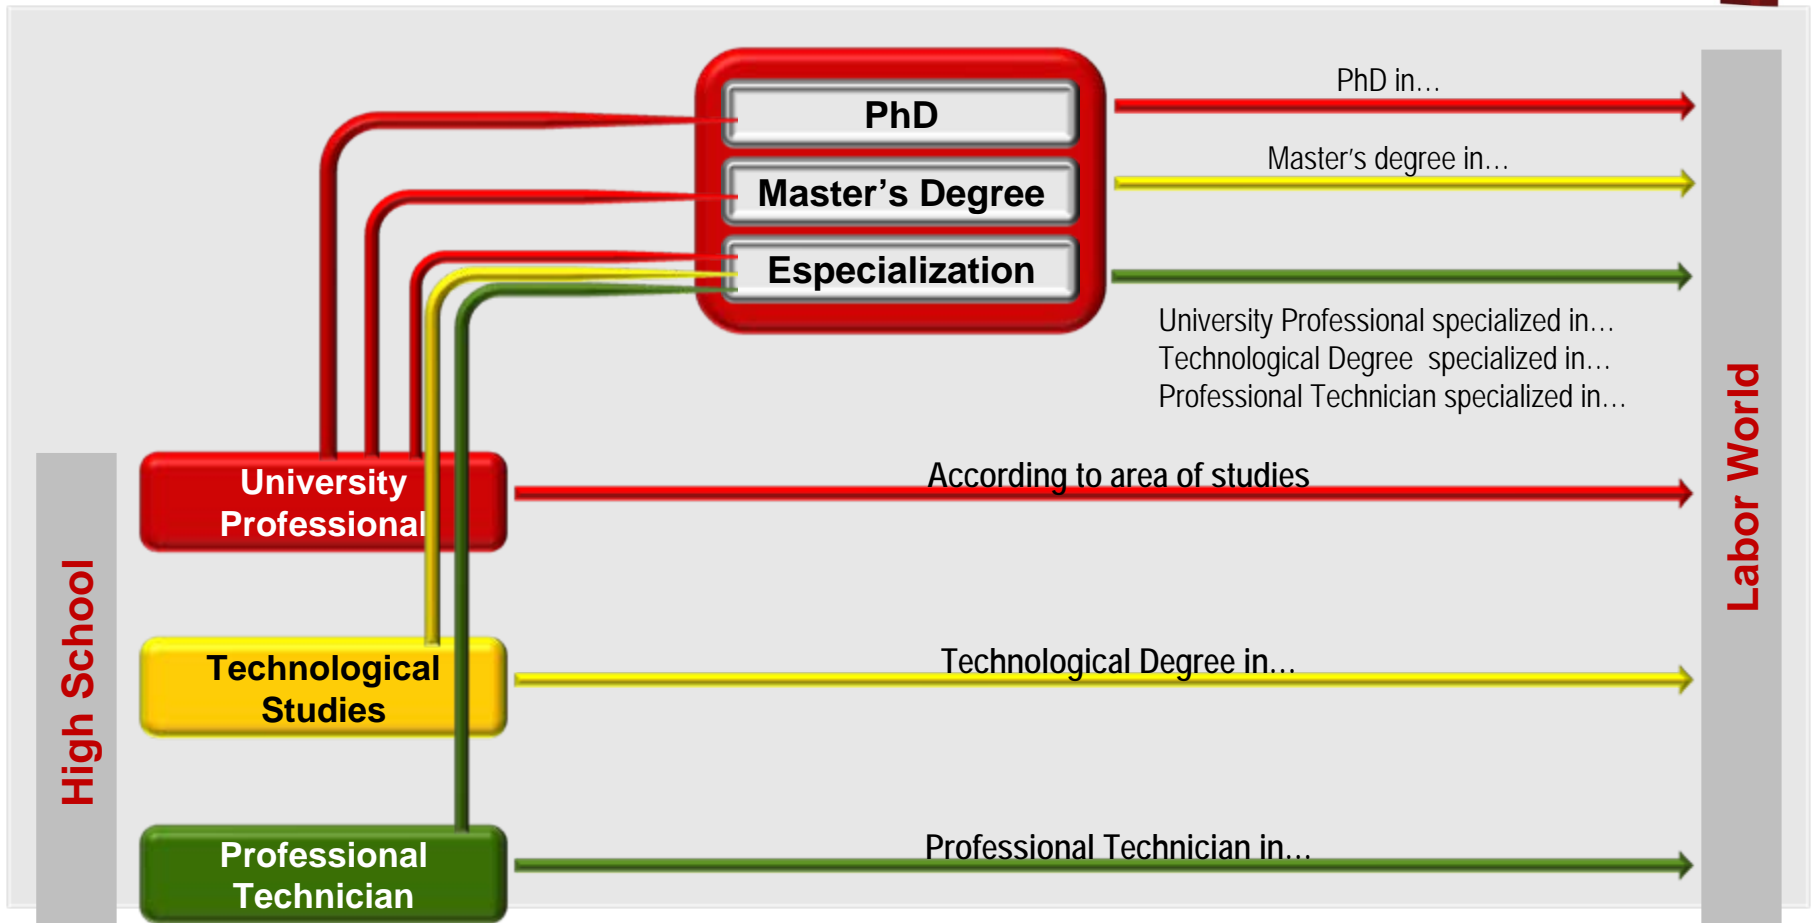 PhD
Master’s Degree
Especialization
PhD in…
Master’s degree in…
University Professional specialized in…
Technological Degree specialized in…
Professional Technician specialized in…
High School
University
Professional
According to area of studies
Technological
Studies
Technological Degree in…
Professional
Technician
Professional Technician in…
Labor World